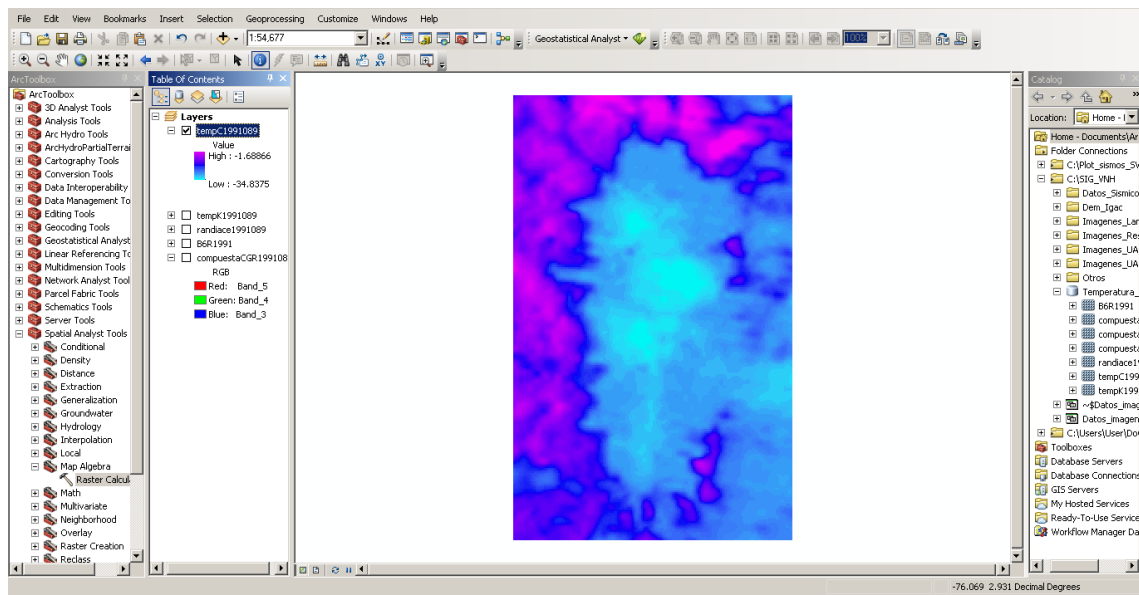 File Edit View Bookmarks Insert Selection Geoprocessing Customize Windows Help
1:54,677
Geostatistical Analyst
100%
ArcToolbox
ArcToolbox
3D Analyst Tools
Analysis Tools
Arc Hydro Tools
ArcHydroPartialTerrai
Cartography Tools
Conversion Tools
Data Interoperability
Data Management To
Editing Tools
Geocoding Tools
Geostatistical Analyst
Linear Referencing To
Multidimension Tools
Network Analyst Tool
Parcel Fabric Tools
Schematics Tools
Server Tools
Spatial Analyst Tools
Conditional
Density
Distance
Extraction
Generalization
Groundwater
Hydrology
Interpolation
Local
Map Algebra
Raster Calcul
Math
Multivariate
Neighborhood
Overlay
Raster Creation
Reclass
Table Of Contents
Layers
tempC1991089
Value
High : -1.68866
Low : -34.8375
tempK1991089
randiace1991089
B6R1991
compuestaCGR199108
RGB
Red: Band_5
Green: Band_4
Blue: Band_3
Catalog
Location: Home - I
Home - Documents\Ar
Folder Connections
C:\Plot_sismos_SV
C:\SIG_VNH
Datos_Sismico
Dem_Igac
Imagenes_Lar
Imagenes_Res
Imagenes_UA
Imagenes_UA
Otros
Temperatura_
B6R1991
compuesta
compuesta
randiace1
tempC199
tempK199
~$Datos_imag
Datos_imagen
C:\Users\User\Do
Toolboxes
Database Servers
Database Connections
GIS Servers
My Hosted Services
Ready-To-Use Service
Workflow Manager Da
-76.069 2.931 Decimal Degrees